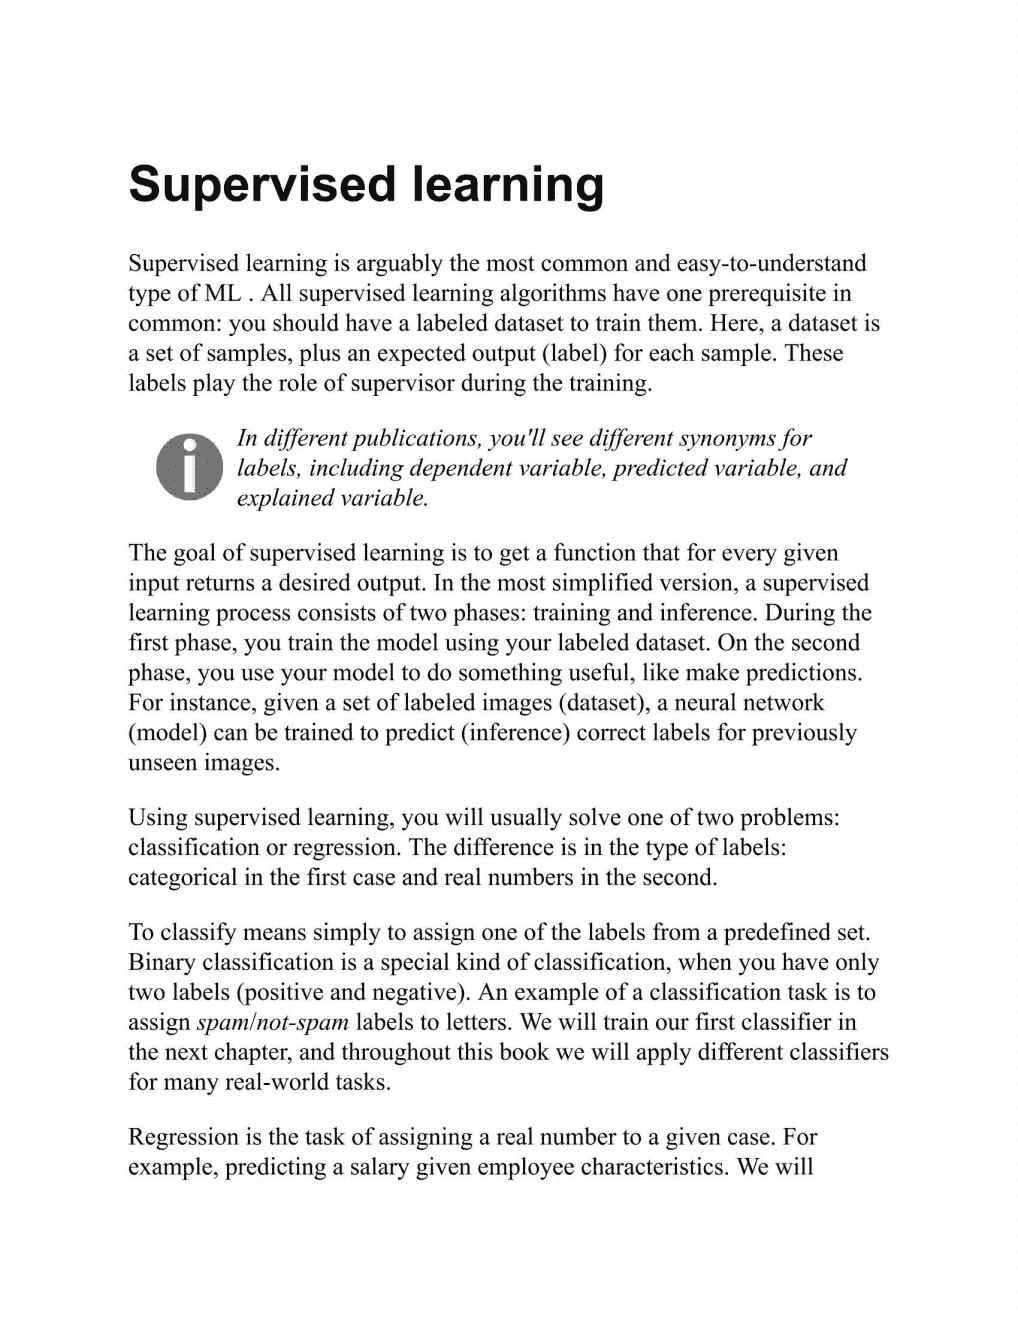 Supervised learning
Supervised learning is arguably the most common and easy-to-understand
type of ML . All supervised learning algorithms have one prerequisite in
common: you should have a labeled dataset to train them. Here, a dataset is
a set of samples, plus an expected output (label) for each sample. These
labels play the role of supervisor during the training.
In different publications, you'll see different synonyms for
labels, including dependent variable, predicted variable, and
explained variable.
The goal of supervised learning is to get a function that for every given
input returns a desired output. In the most simplified version, a supervised
learning process consists of two phases: training and inference. During the
first phase, you train the model using your labeled dataset. On the second
phase, you use your model to do something useful, like make predictions.
For instance, given a set of labeled images (dataset), a neural network
(model) can be trained to predict (inference) correct labels for previously
unseen images.
Using supervised learning, you will usually solve one of two problems:
classification or regression. The difference is in the type of labels:
categorical in the first case and real numbers in the second.
To classify means simply to assign one of the labels from a predefined set.
Binary classification is a special kind of classification, when you have only
two labels (positive and negative). An example of a classification task is to
assign spam/not-spam labels to letters. We will train our first classifier in
the next chapter, and throughout this book we will apply different classifiers
for many real-world tasks.
Regression is the task of assigning a real number to a given case. For
example, predicting a salary given employee characteristics. We will